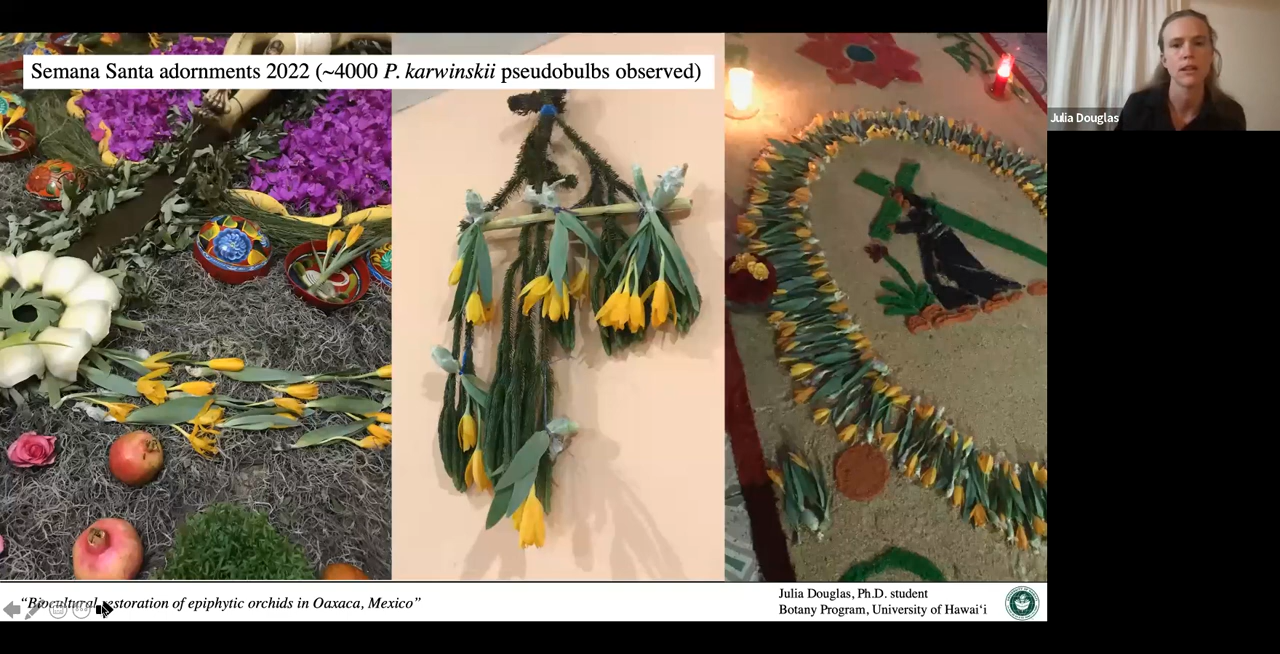 Semana Santa adornments 2022 (~4000 P. karwinskii pseudobulbs observed)
Julia Douglas
“Biocultural restoration of epiphytic orchids in Oaxaca, Mexico”
Julia Douglas, Ph.D. student
Botany Program, University of Hawai‘i